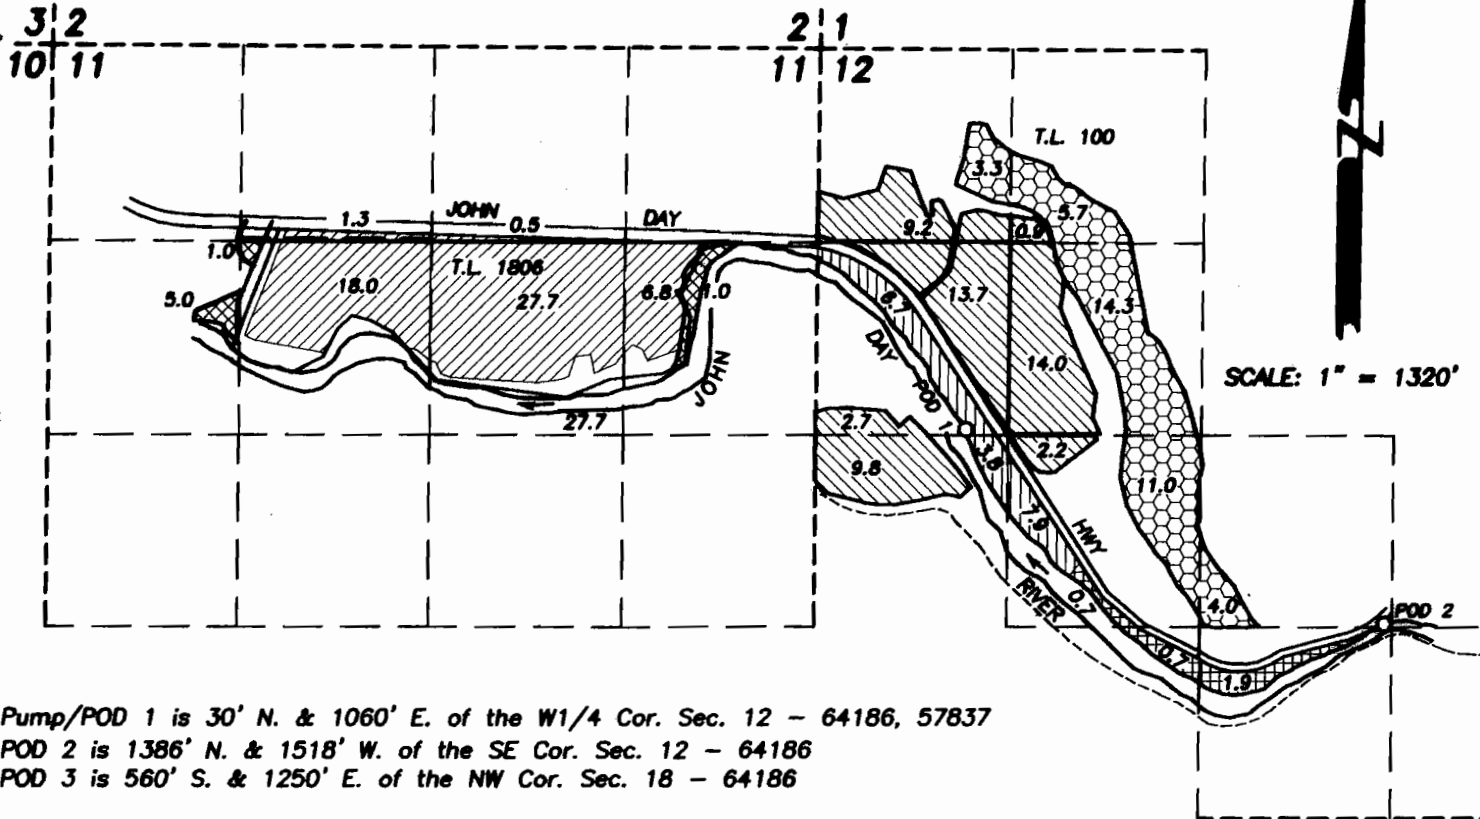 3 2
10 11
2 1
11 12
Z
T.L. 100
3.3
5.7
JOHN DAY
1.3
0.5
9.2
0.9
1.0
T.L. 1806
5.0
18.0
27.7
6.8
1.0
13.7
14.3
14.0
SCALE: 1" = 1320'
JOHN
DAY
POD 1
27.7
2.7
9.8
3.8
2.2
11.0
7.9
HWY
RIVER
0.7
4.0
POD 2
0.7
1.9
Pump/POD 1 is 30' N. & 1060' E. of the W1/4 Cor. Sec. 12 - 64186, 57837
POD 2 is 1386' N. & 1518' W. of the SE Cor. Sec. 12 - 64186
POD 3 is 560' S. & 1250' E. of the NW Cor. Sec. 18 - 64186